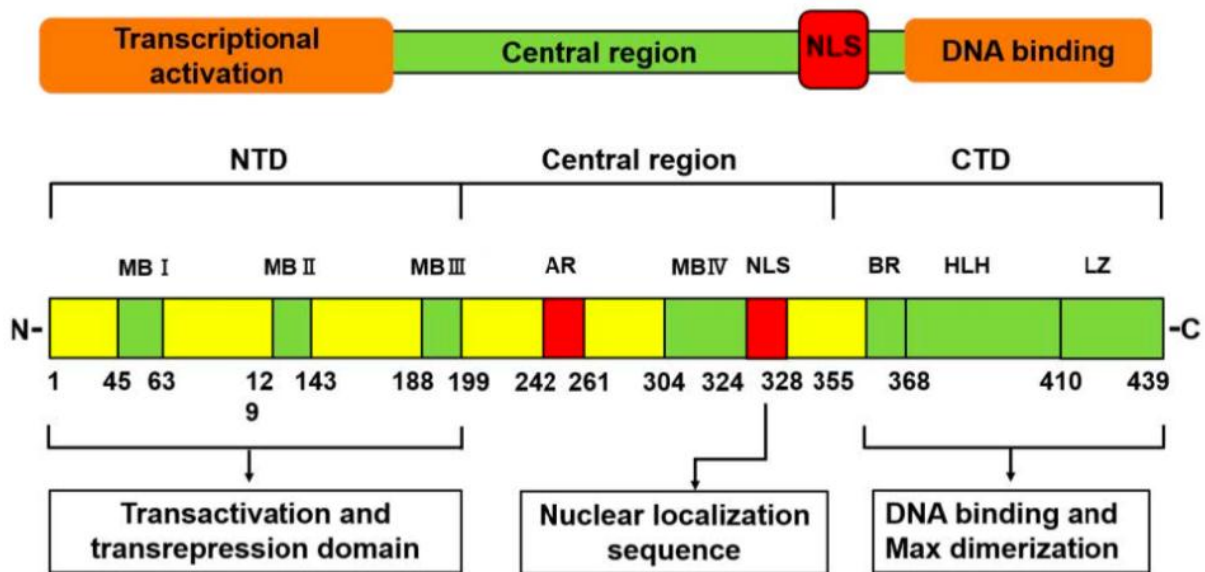 Transcriptional
activation
Central region
NLS
DNA binding
NTD
Central region
CTD
MB Ⅰ
MB Ⅱ
MB Ⅲ
AR
MBⅣ
NLS
BR
HLH
LZ
N-
-C
1
45
63
12
9
143
188
199
242
261
304
324
328
355
368
410
439
Transactivation and
transrepression domain
Nuclear localization
sequence
DNA binding and
Max dimerization